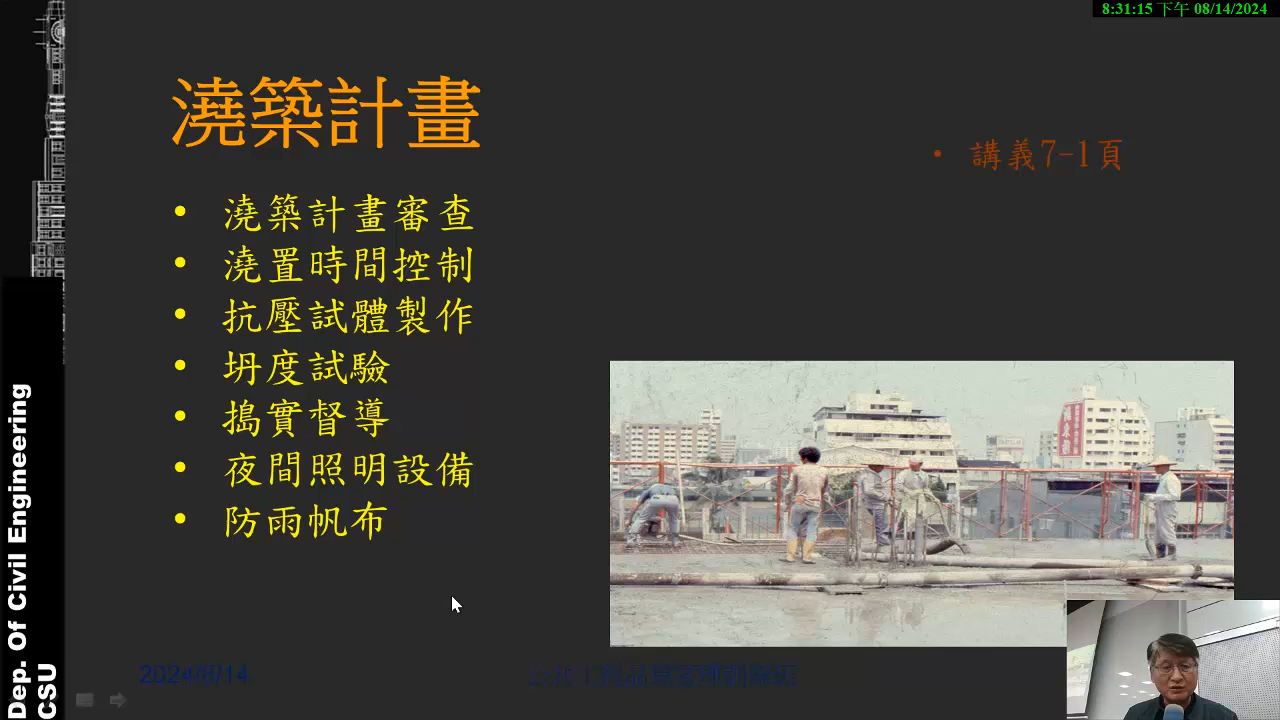 8:31:15 下午 08/14/2024
澆築計畫
• 講義7-1頁
• 澆築計畫審查
• 澆置時間控制
• 抗壓試體製作
• 坍度試驗
• 搗實督導
• 夜間照明設備
• 防雨帆布
2024/8/14
Dep. Of Civil Engineering
CSU